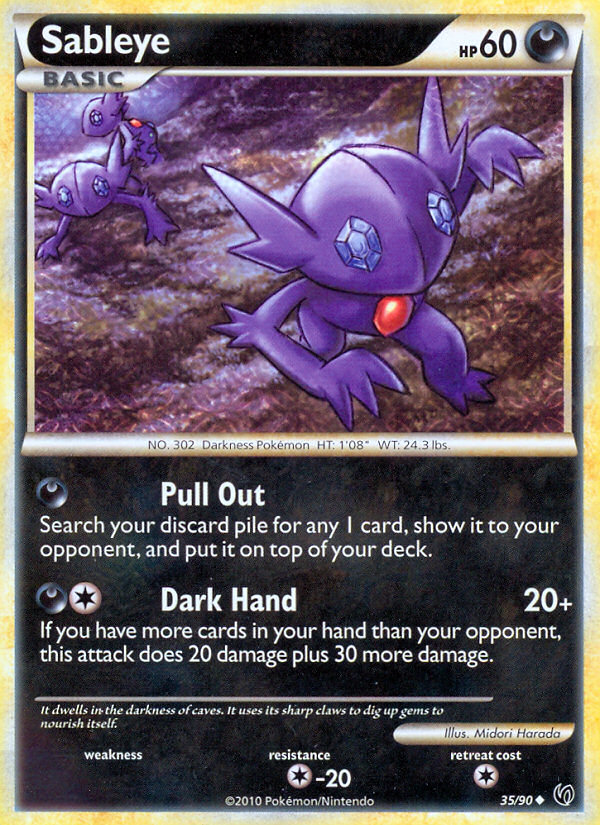 Sableye
HP 60
BASIC
NO. 302 Darkness Pokémon HT: 1'08" WT: 24.3 lbs.
Pull Out
Search your discard pile for any 1 card, show it to your
opponent, and put it on top of your deck.
Dark Hand 20+
If you have more cards in your hand than your opponent,
this attack does 20 damage plus 30 more damage.
It dwells in the darkness of caves. It uses its sharp claws to dig up gems to
nourish itself.
Illus. Midori Harada
weakness resistance retreat cost
-20
©2010 Pokémon/Nintendo 35/90